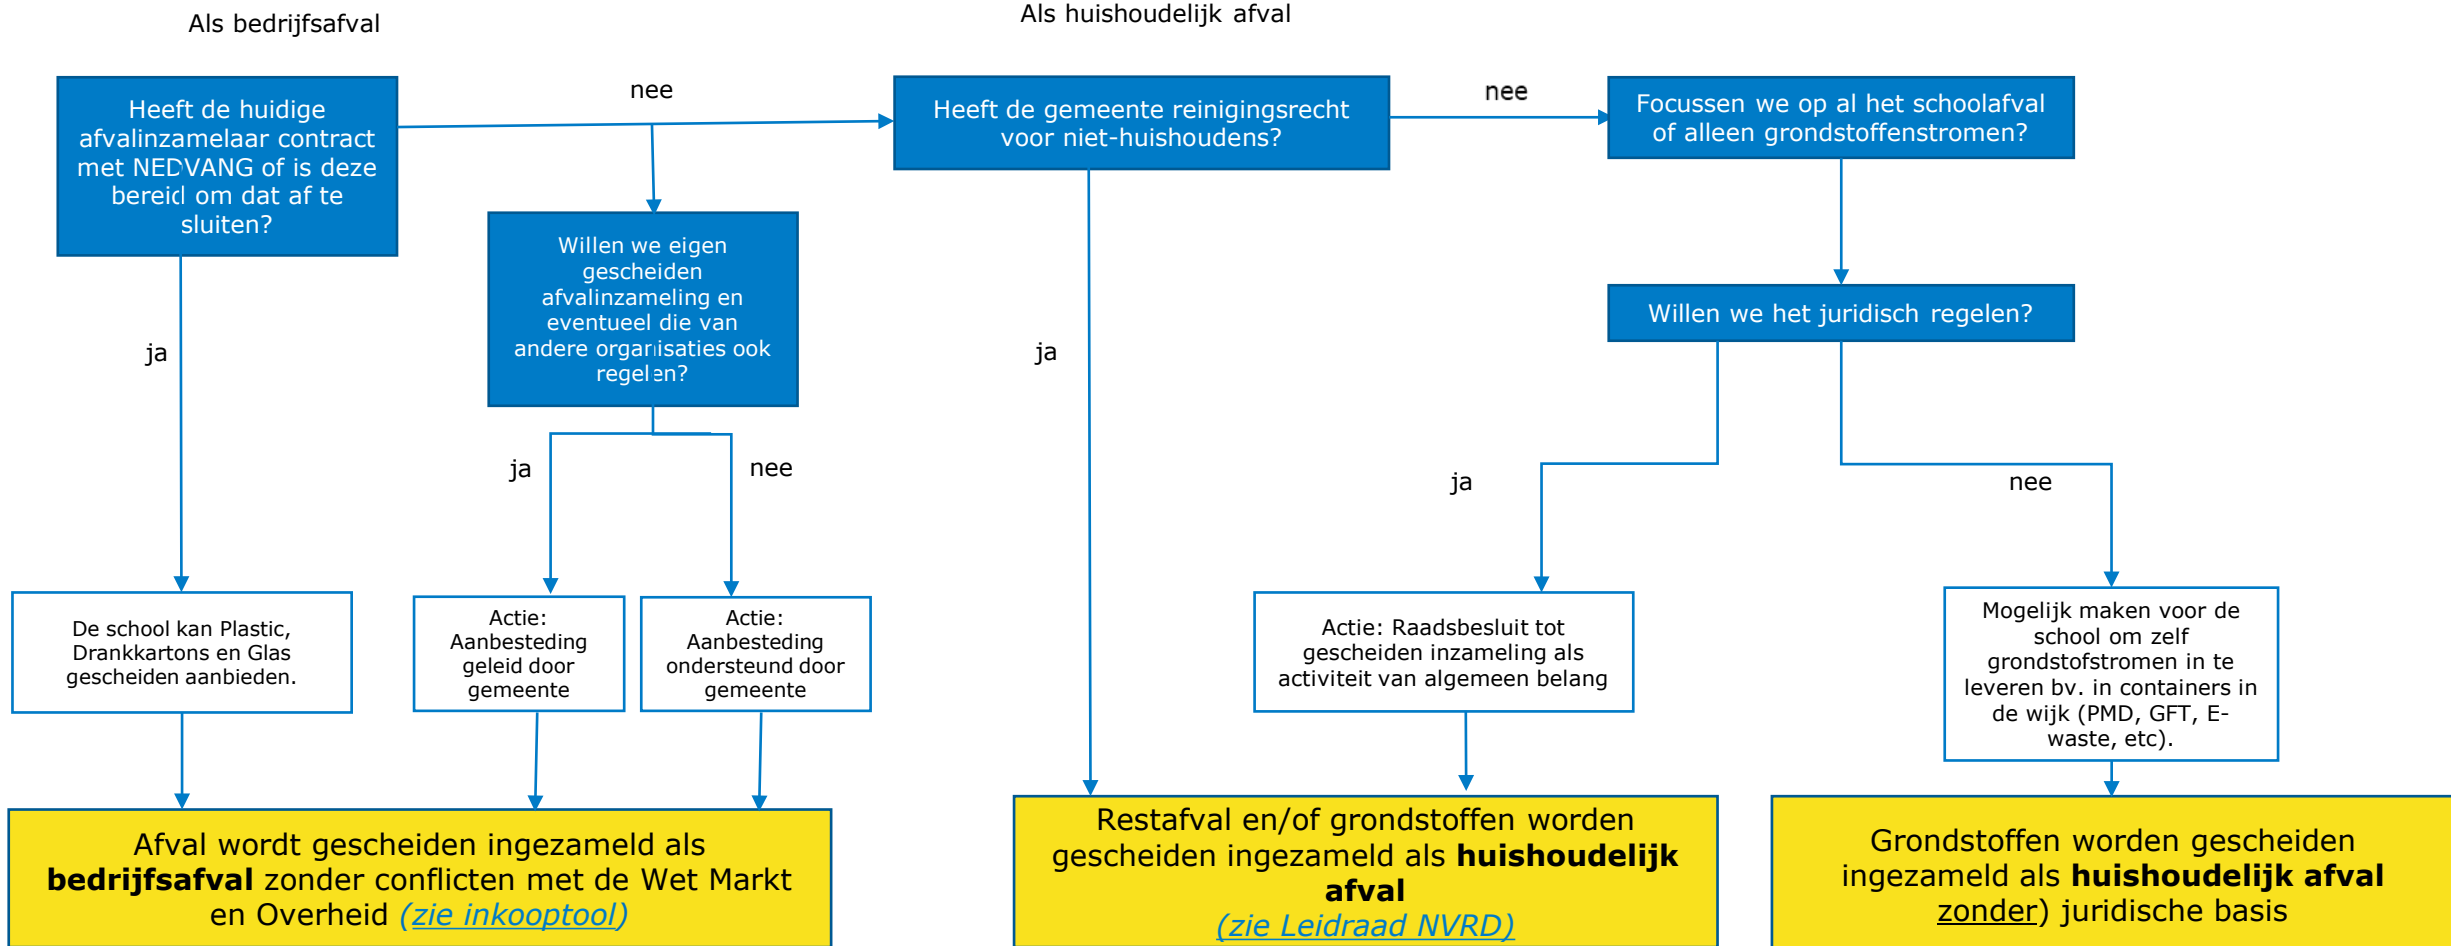 Als bedrijfsafval
Als huishoudelijk afval
Heeft de huidige
afvalinzamelaar contract
met NEDVANG of is deze
bereid om dat af te
sluiten?
nee
Heeft de gemeente reinigingsrecht
voor niet-huishoudens?
nee
Focussen we op al het schoolafval
of alleen grondstoffenstromen?
Willen we eigen
gescheiden
afvalinzameling en
eventueel die van
andere organisaties ook
regelen?
Willen we het juridisch regelen?
ja
ja
ja
nee
ja
nee
De school kan Plastic,
Drankkartons en Glas
gescheiden aanbieden.
Actie:
Aanbesteding
geleid door
gemeente
Actie:
Aanbesteding
ondersteund door
gemeente
Actie: Raadsbesluit tot
gescheiden inzameling als
activiteit van algemeen belang
Mogelijk maken voor de
school om zelf
grondstofstromen in te
leveren bv. in containers in
de wijk (PMD, GFT, E-
waste, etc).
Afval wordt gescheiden ingezameld als
bedrijfsafval zonder conflicten met de Wet Markt
en Overheid (zie inkooptool)
Restafval en/of grondstoffen worden
gescheiden ingezameld als huishoudelijk
afval
(zie Leidraad NVRD)
Grondstoffen worden gescheiden
ingezameld als huishoudelijk afval
zonder) juridische basis